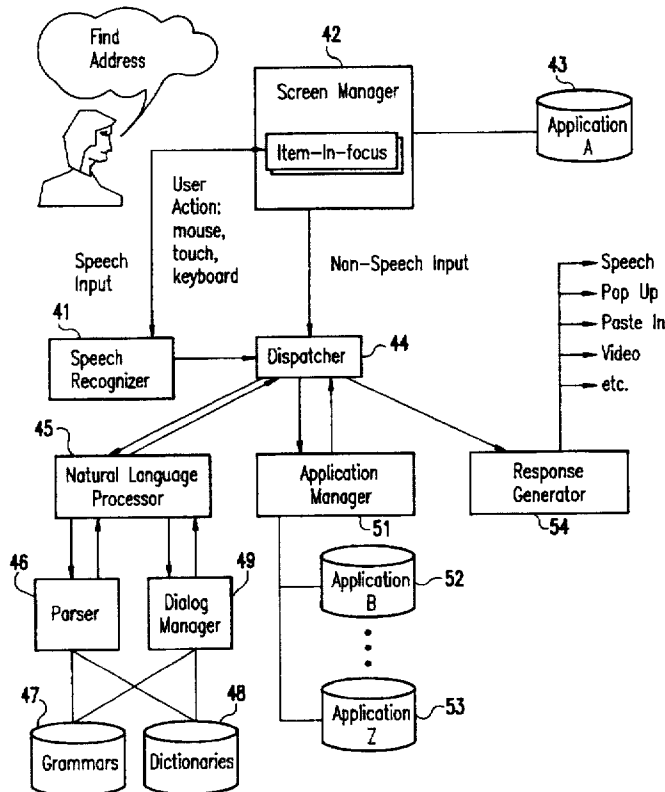 Find
Address
42
Screen Manager
Item-In-focus
43
Application
A
User
Action:
mouse,
touch,
keyboard
Speech
Input
Non-Speech Input
Speech
Pop Up
Paste In
Video
etc.
41
Speech
Recognizer
Dispatcher
44
45
Natural Language
Processor
Application
Manager
51
Response
Generator
54
46
Parser
49
Dialog
Manager
Application
B
52
47
Grammars
48
Dictionaries
Application
Z
53